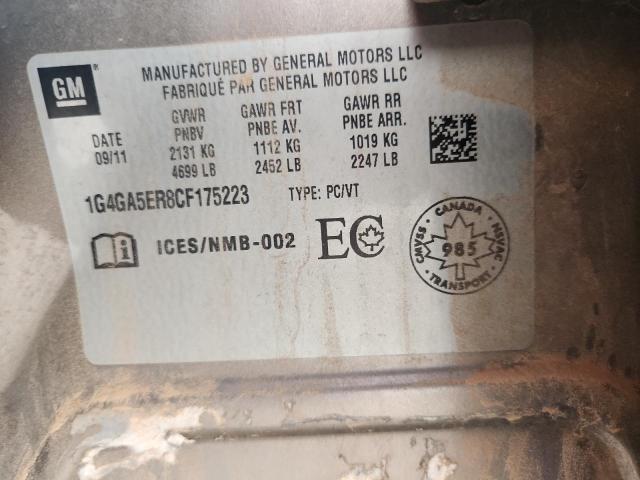 GM
MANUFACTURED BY GENERAL MOTORS LLC
FABRIQUÉ PAR GENERAL MOTORS LLC
DATE
09/11
GVWR
PNBV
2131 KG
4699 LB
GAWR FRT
PNBE AV.
1112 KG
2452 LB
GAWR RR
PNBE ARR.
1019 KG
2247 LB
1G4GA5ER8CF175223 TYPE: PC/VT
i ICES/NMB-002 EC
CANADA
CMVSS
985
NSVAC
TRANSPORT